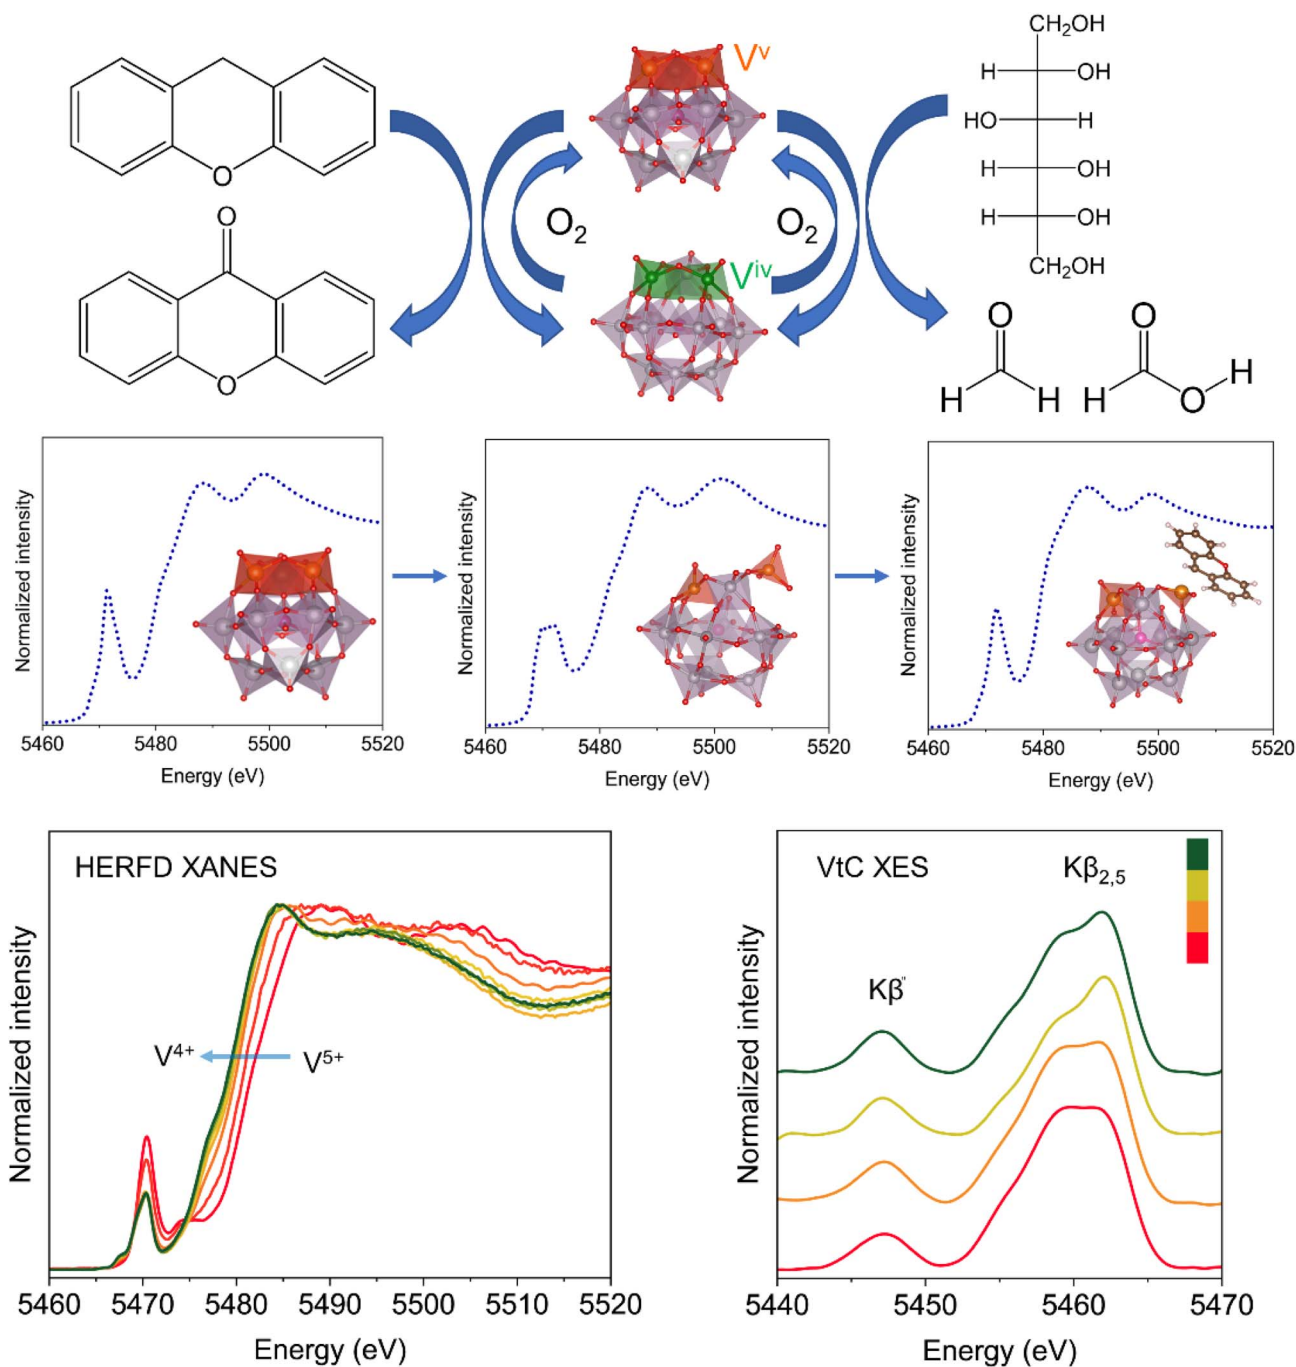 V^v
CH₂OH
H OH
HO H
O
O₂ O₂
H OH
O
H OH
V^iv
CH₂OH
O O
O
H H H O H
Normalized intensity
5460 5480 5500 5520
Energy (eV)
Normalized intensity
5460 5480 5500 5520
Energy (eV)
Normalized intensity
5460 5480 5500 5520
Energy (eV)
HERFD XANES
V⁴⁺ V⁵⁺
Normalized intensity
5460 5470 5480 5490 5500 5510 5520
Energy (eV)
VtC XES
Kβ₂,₅
Kβ"
Normalized intensity
5440 5450 5460 5470
Energy (eV)